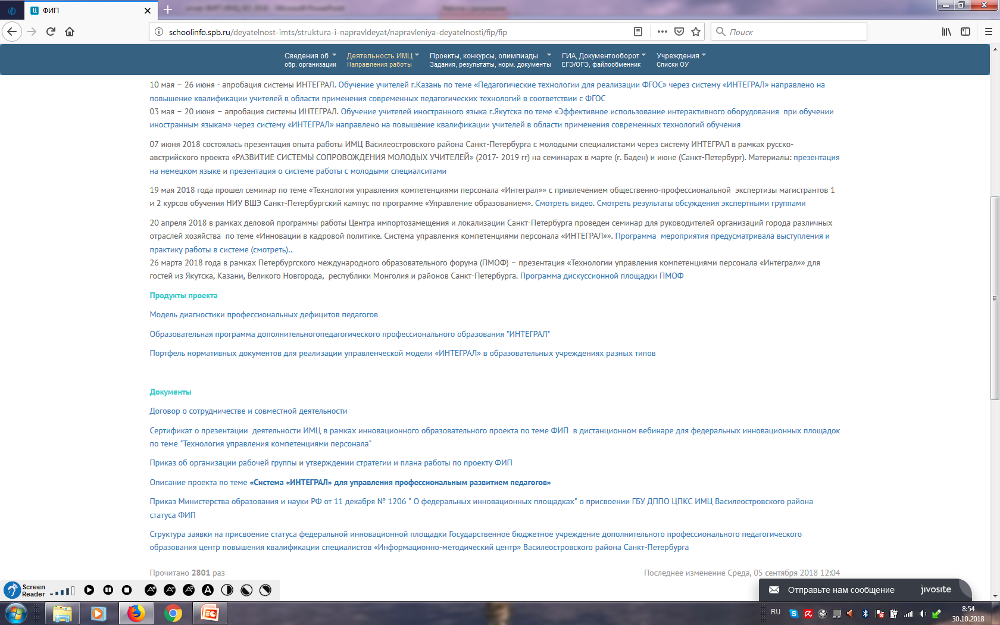 ФИП
schoolinfo.spb.ru/deyatelnost-imts/struktura-i-napravldeyat/napravleniya-deyatelnosti/fip/fip
Поиск
Сведения об
обр. организации
Деятельность ИМЦ
Направления работы
Проекты, конкурсы, олимпиады
Задания, результаты, норм. документы
ГИА, Документооборот
ЕГЭ/ОГЭ, файлообменник
Учреждения
Списки ОУ
10 мая – 26 июня - апробация системы ИНТЕГРАЛ. Обучение учителей г.Казань по теме «Педагогические технологии для реализации ФГОС» через систему «ИНТЕГРАЛ» направлено на
повышение квалификации учителей в области применения современных педагогических технологий в соответствии с ФГОС
03 мая – 20 июня – апробация системы ИНТЕГРАЛ. Обучение учителей иностранного языка г.Якутска по теме «Эффективное использование интерактивного оборудования  при обучении
иностранным языкам» через систему «ИНТЕГРАЛ» направлено на повышение квалификации учителей в области применения современных технологий обучения
07 июня 2018 состоялась презентация опыта работы ИМЦ Василеостровского района Санкт-Петербурга с молодыми специалистами через систему ИНТЕГРАЛ в рамках русско-
австрийского проекта «РАЗВИТИЕ СИСТЕМЫ СОПРОВОЖДЕНИЯ МОЛОДЫХ УЧИТЕЛЕЙ» (2017- 2019 гг) на семинарах в марте (г. Баден) и июне (Санкт-Петербург). Материалы: презентация
на немецком языке и презентация о системе работы с молодыми специалситами
19 мая 2018 года прошел семинар по теме «Технология управления компетенциями персонала «Интеграл»» с привлечением общественно-профессиональной  экспертизы магистрантов 1
и 2 курсов обучения НИУ ВШЭ Санкт-Петербургский кампус по программе «Управление образованием». Смотреть видео. Смотреть результаты обсуждения экспертными группами
20 апреля 2018 в рамках деловой программы работы Центра импортозамещения и локализации Санкт-Петербурга проведен семинар для руководителей организаций города различных
отраслей хозяйства  по теме «Инновации в кадровой политике. Система управления компетенциями персонала «ИНТЕГРАЛ»». Программа  мероприятия предусматривала выступления и
практику работы в системе (смотреть)..
26 марта 2018 года в рамках Петербургского международного образовательного форума (ПМОФ) – презентация «Технологии управления компетенциями персонала «Интеграл»» для
гостей из Якутска, Казани, Великого Новгорода,  республики Монголия и районов Санкт-Петербурга. Программа дискуссионной площадки ПМОФ
Продукты проекта
Модель диагностики профессиональных дефицитов педагогов
Образовательная программа дополнительногопедагогического профессионального образования "ИНТЕГРАЛ"
Портфель нормативных документов для реализации управленческой модели «ИНТЕГРАЛ» в образовательных учреждениях разных типов
Документы
Договор о сотрудничестве и совместной деятельности
Сертификат о презентации  деятельности ИМЦ в рамках инновационного образовательного проекта по теме ФИП  в дистанционном вебинаре для федеральных инновационных площадок
по теме "Технология управления компетенциями персонала"
Приказ об организации рабочей группы и утверждении стратегии и плана работы по проекту ФИП
Описание проекта по теме «Система «ИНТЕГРАЛ» для управления профессиональным развитием педагогов»
Приказ Министерства образования и науки РФ от 11 декабря № 1206 " О федеральных инновационных площадках" о присвоении ГБУ ДППО ЦПКС ИМЦ Василеостровского района
статуса ФИП
Структура заявки на присвоение статуса федеральной инновационной площадки Государственное бюджетное учреждение дополнительного профессионального педагогического
образования центр повышения квалификации специалистов «Информационно-методический центр» Василеостровского района Санкт-Петербурга
Прочитано 2801 раз
Последнее изменение Среда, 05 сентября 2018 12:04
Screen
Reader
Отправьте нам сообщение
jivosite
RU
8:54
30.10.2018